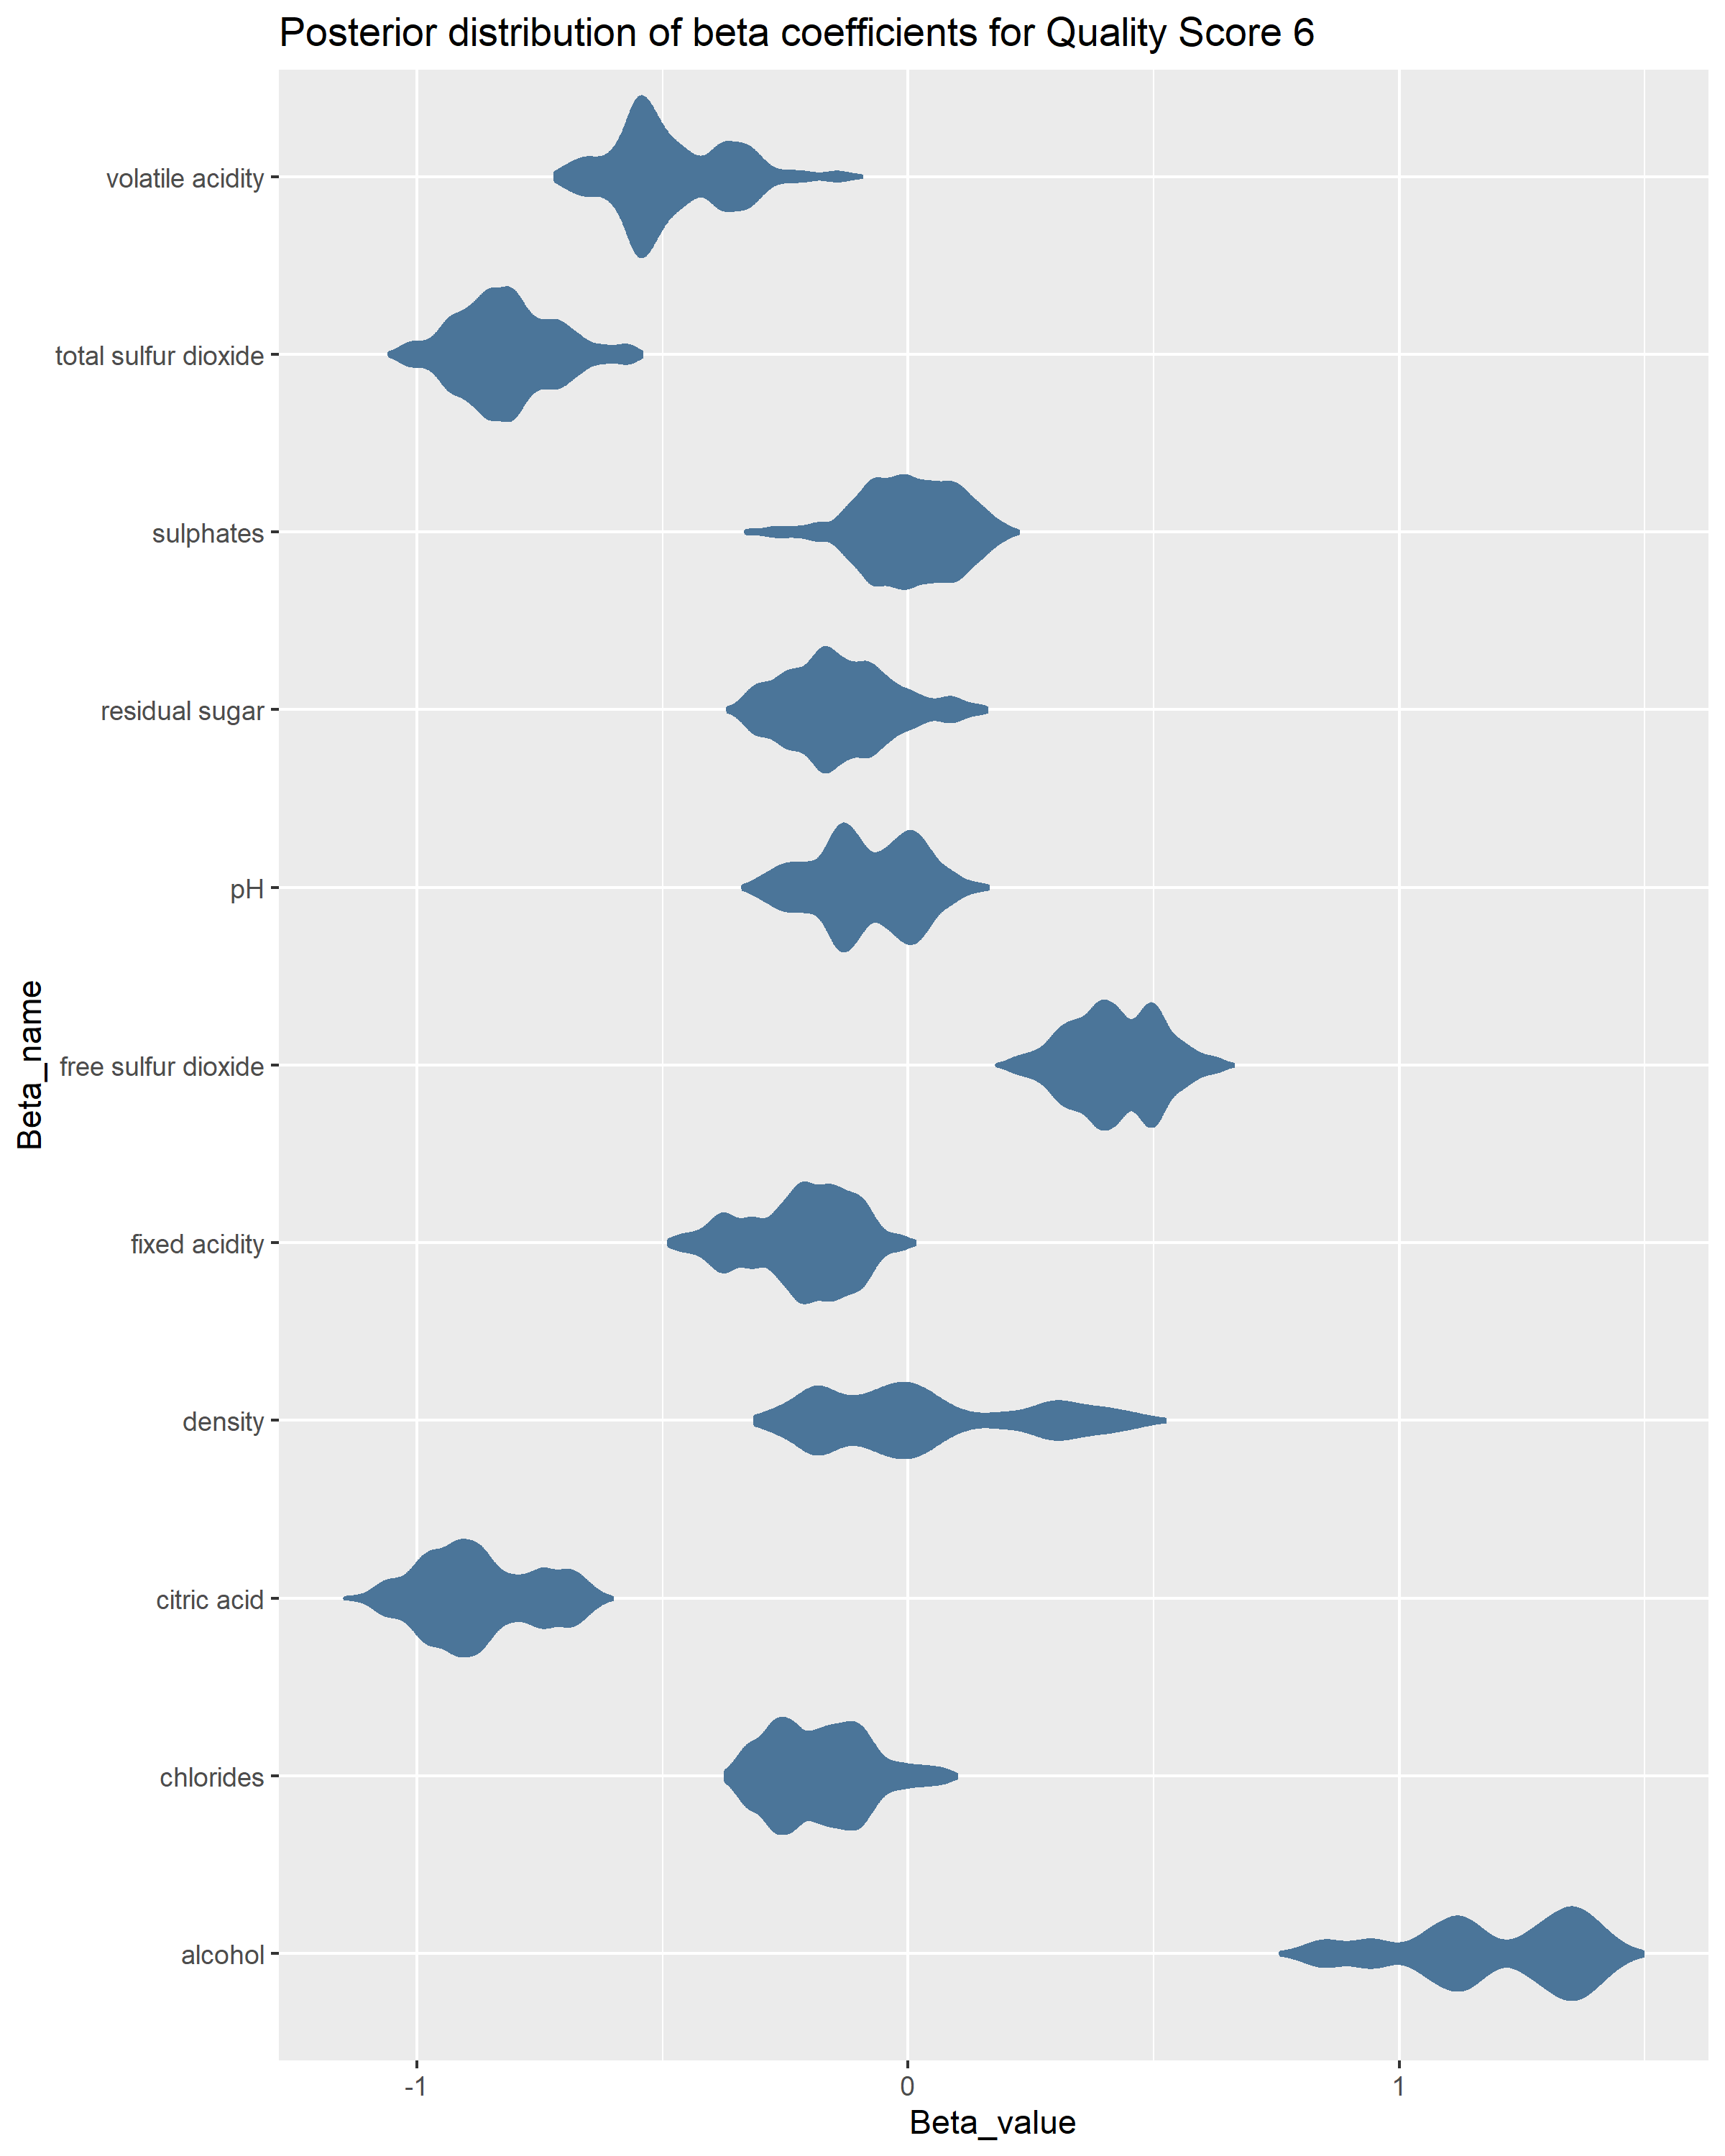 Posterior distribution of beta coefficients for Quality Score 6
volatile acidity
total sulfur dioxide
sulphates
residual sugar
pH
free sulfur dioxide
fixed acidity
density
citric acid
chlorides
alcohol
Beta_name
-1
0
1
Beta_value